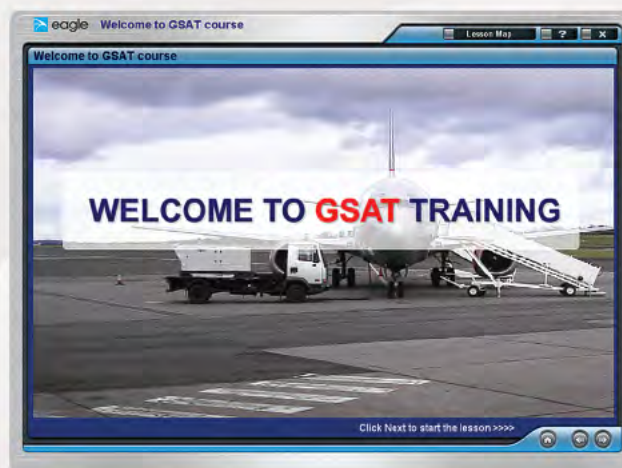 eagle Welcome to GSAT course
Lesson Map ? X
Welcome to GSAT course
WELCOME TO GSAT TRAINING
Click Next to start the lesson >>>>